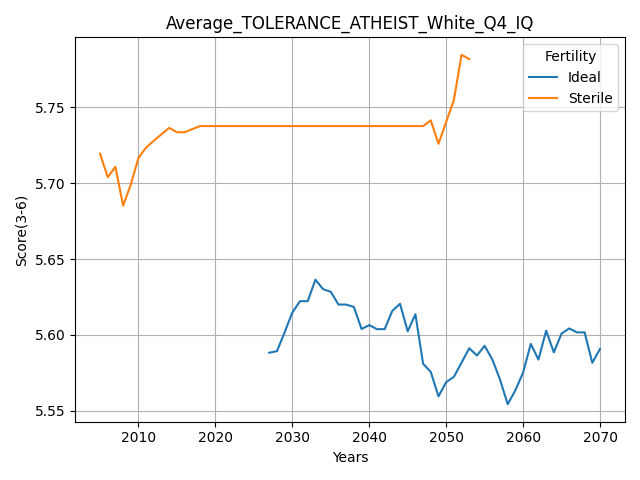 Average_TOLERANCE_ATHEIST_White_Q4_IQ
Fertility
Ideal
Sterile
Score(3-6)
5.75
5.70
5.65
5.60
5.55
2010 2020 2030 2040 2050 2060 2070
Years